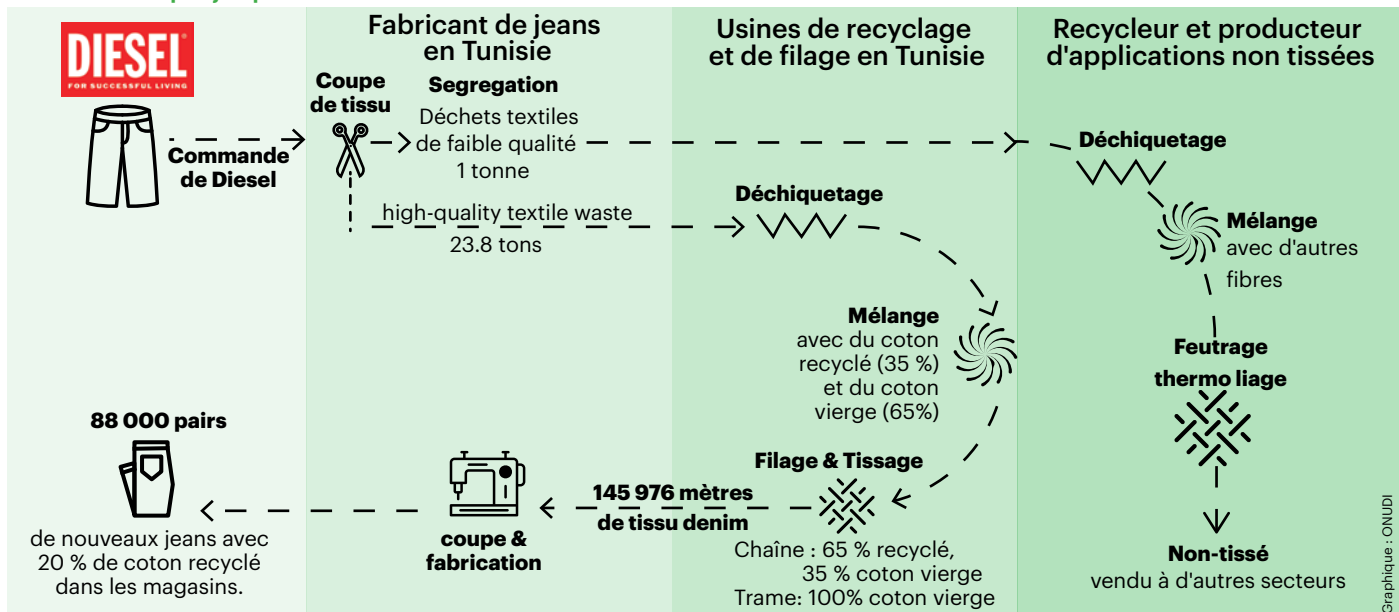 DIESEL
FOR SUCCESSFUL LIVING
Commande
de Diesel
Fabricant de jeans
en Tunisie
Coupe
de tissu
Segregation
Déchets textiles
de faible qualité
1 tonne
high-quality textile waste
23.8 tons
Usines de recyclage
et de filage en Tunisie
Déchiquetage
Mélange
avec du coton
recyclé (35 %)
et du coton
vierge (65%)
Filage & Tissage
Chaîne : 65 % recyclé,
35 % coton vierge
Trame: 100% coton vierge
145 976 mètres
de tissu denim
coupe &
fabrication
88 000 pairs
de nouveaux jeans avec
20 % de coton recyclé
dans les magasins.
Recycleur et producteur
d'applications non tissées
Déchiquetage
Mélange
avec d'autres
fibres
Feutrage
thermo liage
Non-tissé
vendu à d'autres secteurs
Graphique : ONUDI